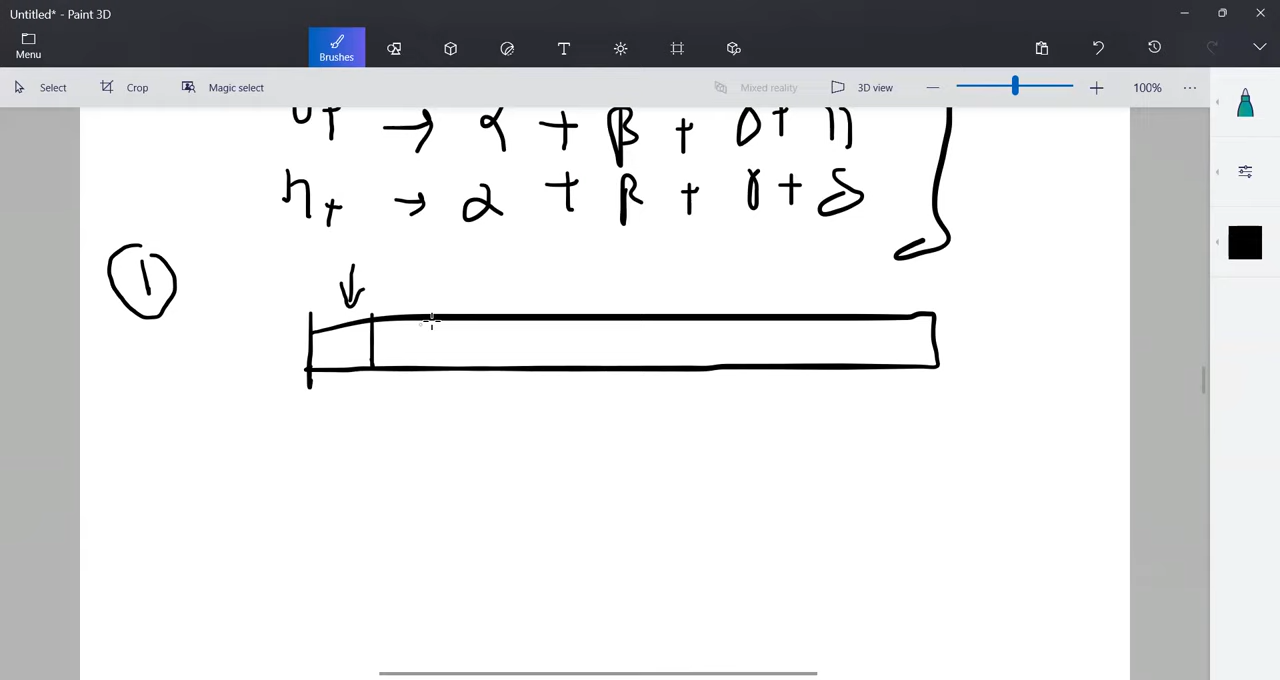 Untitled* - Paint 3D
Menu
Brushes
Select Crop Magic select Mixed reality 3D view 100%
→ α + β + + η
η+ → α + β + γ + δ
1